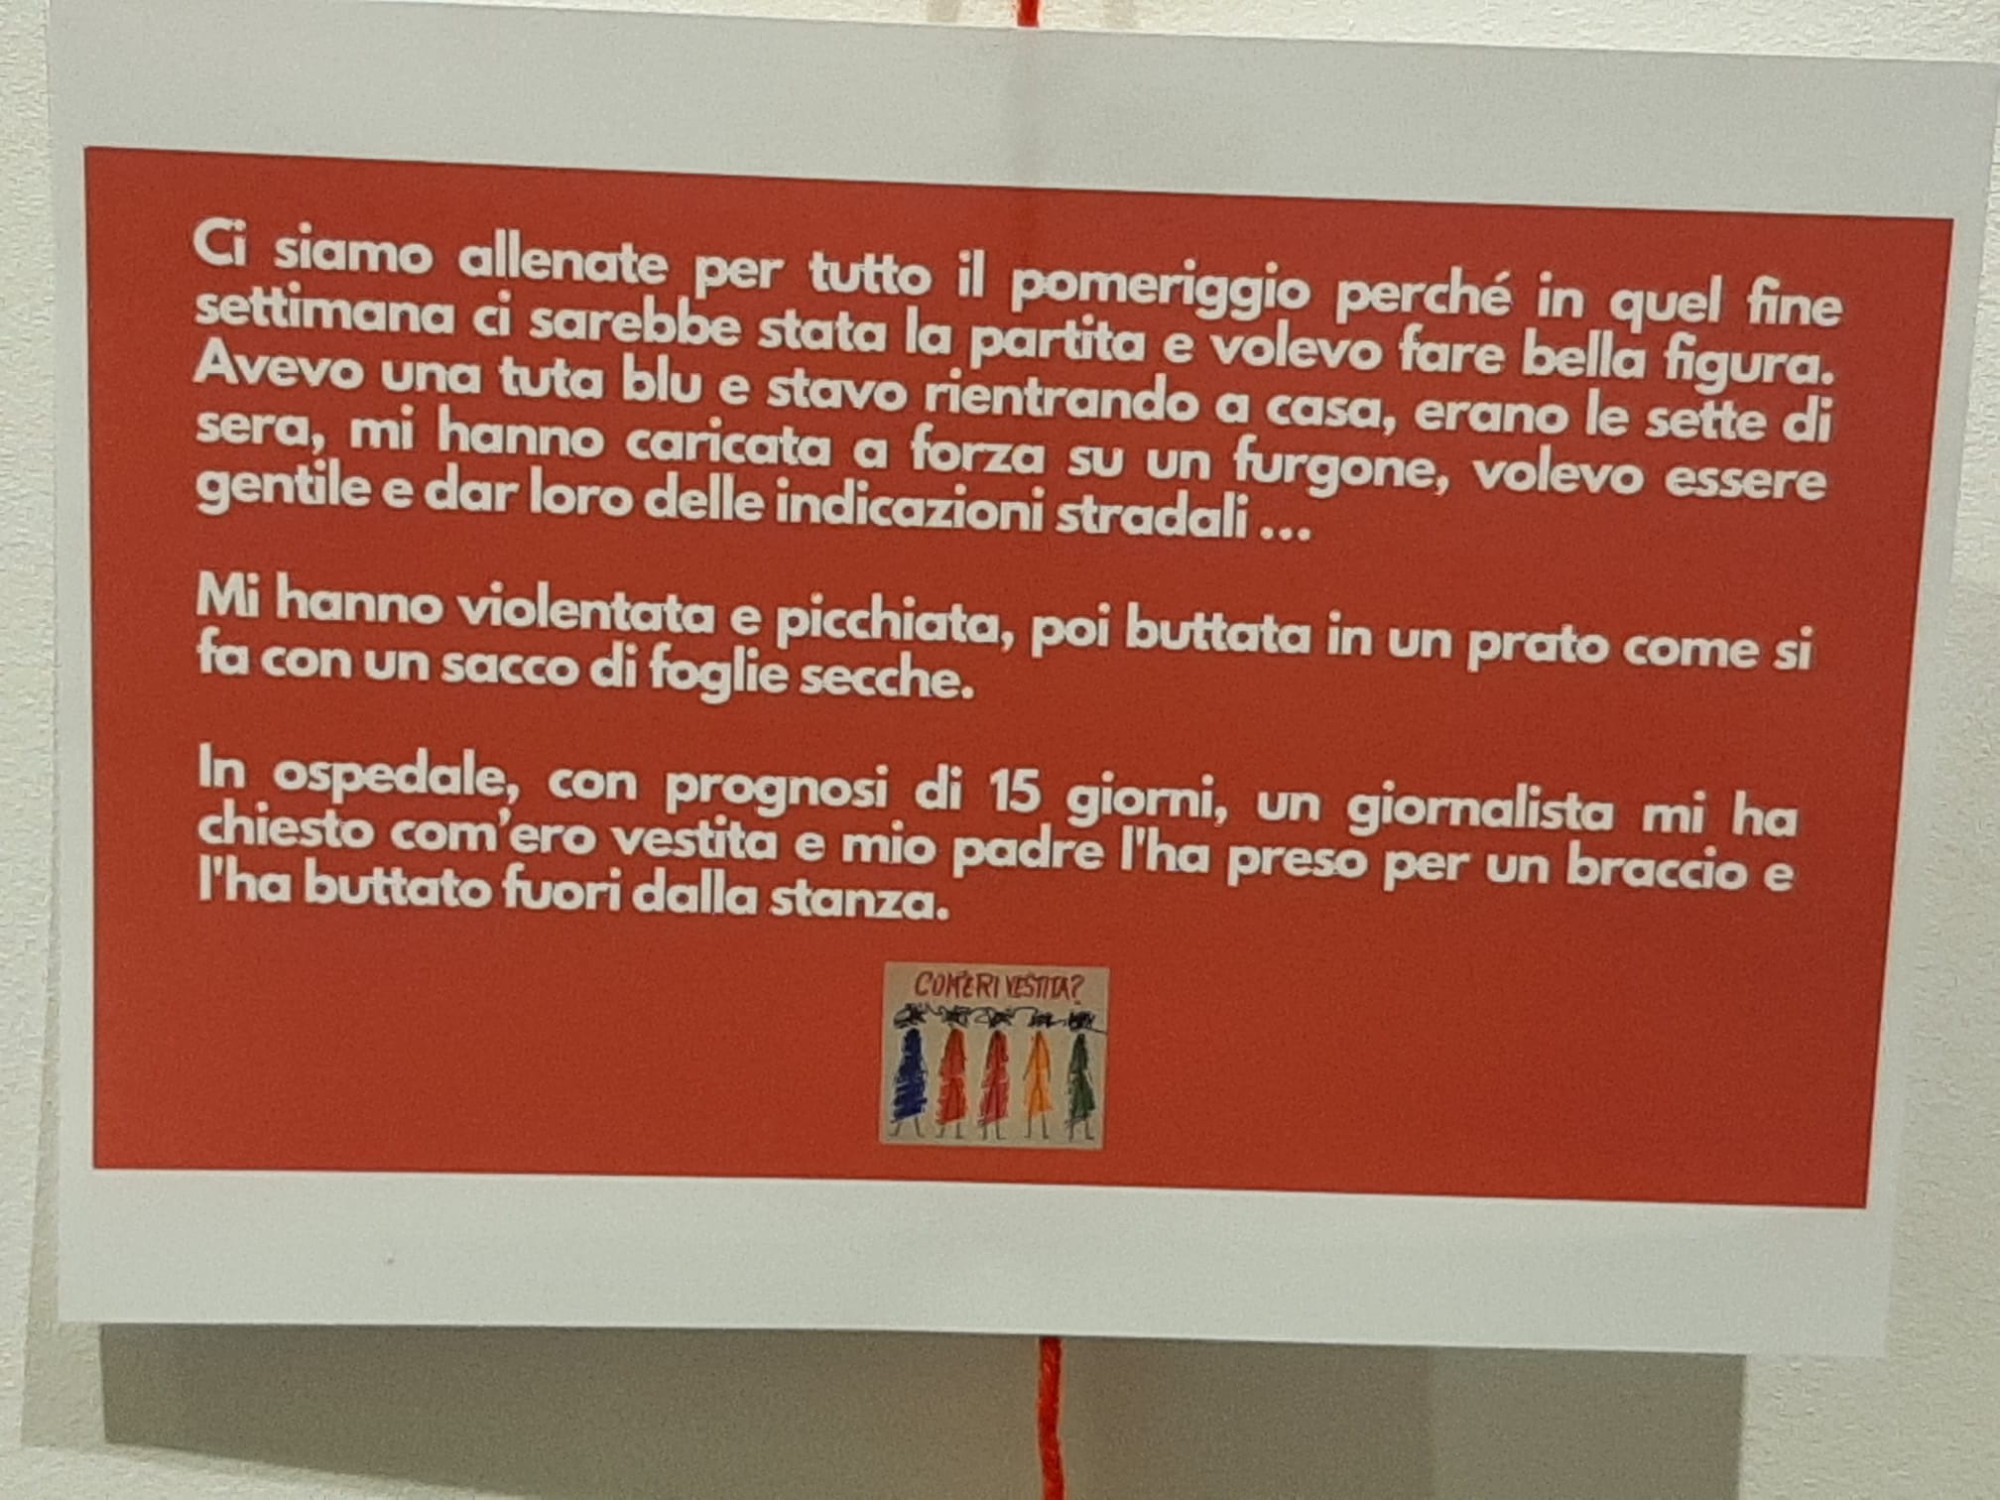 Ci siamo allenate per tutto il pomeriggio perché in quel fine
settimana ci sarebbe stata la partita e volevo fare bella figura.
Avevo una tuta blu e stavo rientrando a casa, erano le sette di
sera, mi hanno caricata a forza su un furgone, volevo essere
gentile e dar loro delle indicazioni stradali ...
Mi hanno violentata e picchiata, poi buttata in un prato come si
fa con un sacco di foglie secche.
In ospedale, con prognosi di 15 giorni, un giornalista mi ha
chiesto com'ero vestita e mio padre l'ha preso per un braccio e
l'ha buttato fuori dalla stanza.
COM'ERI VESTITA?